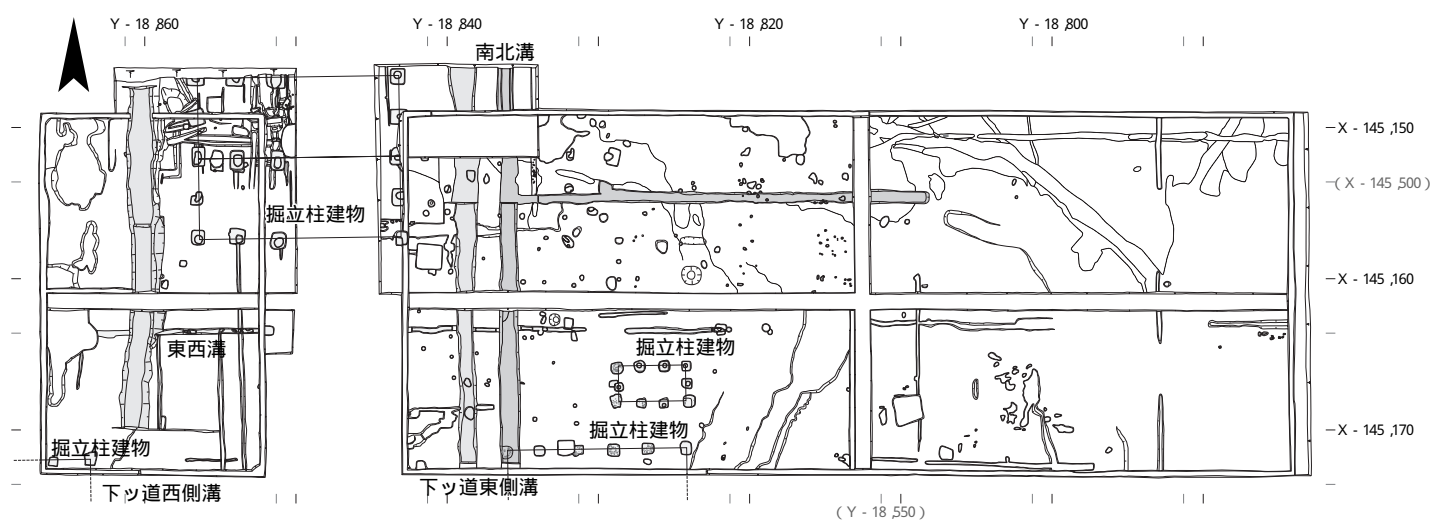 Y - 18 ,860
Y - 18 ,840
Y - 18 ,820
Y - 18 ,800
南北溝
X - 145 ,150
( X - 145 ,500 )
掘立柱建物
X - 145 ,160
東西溝
掘立柱建物
掘立柱建物
X - 145 ,170
掘立柱建物
下ッ道西側溝
下ッ道東側溝
( Y - 18 ,550 )